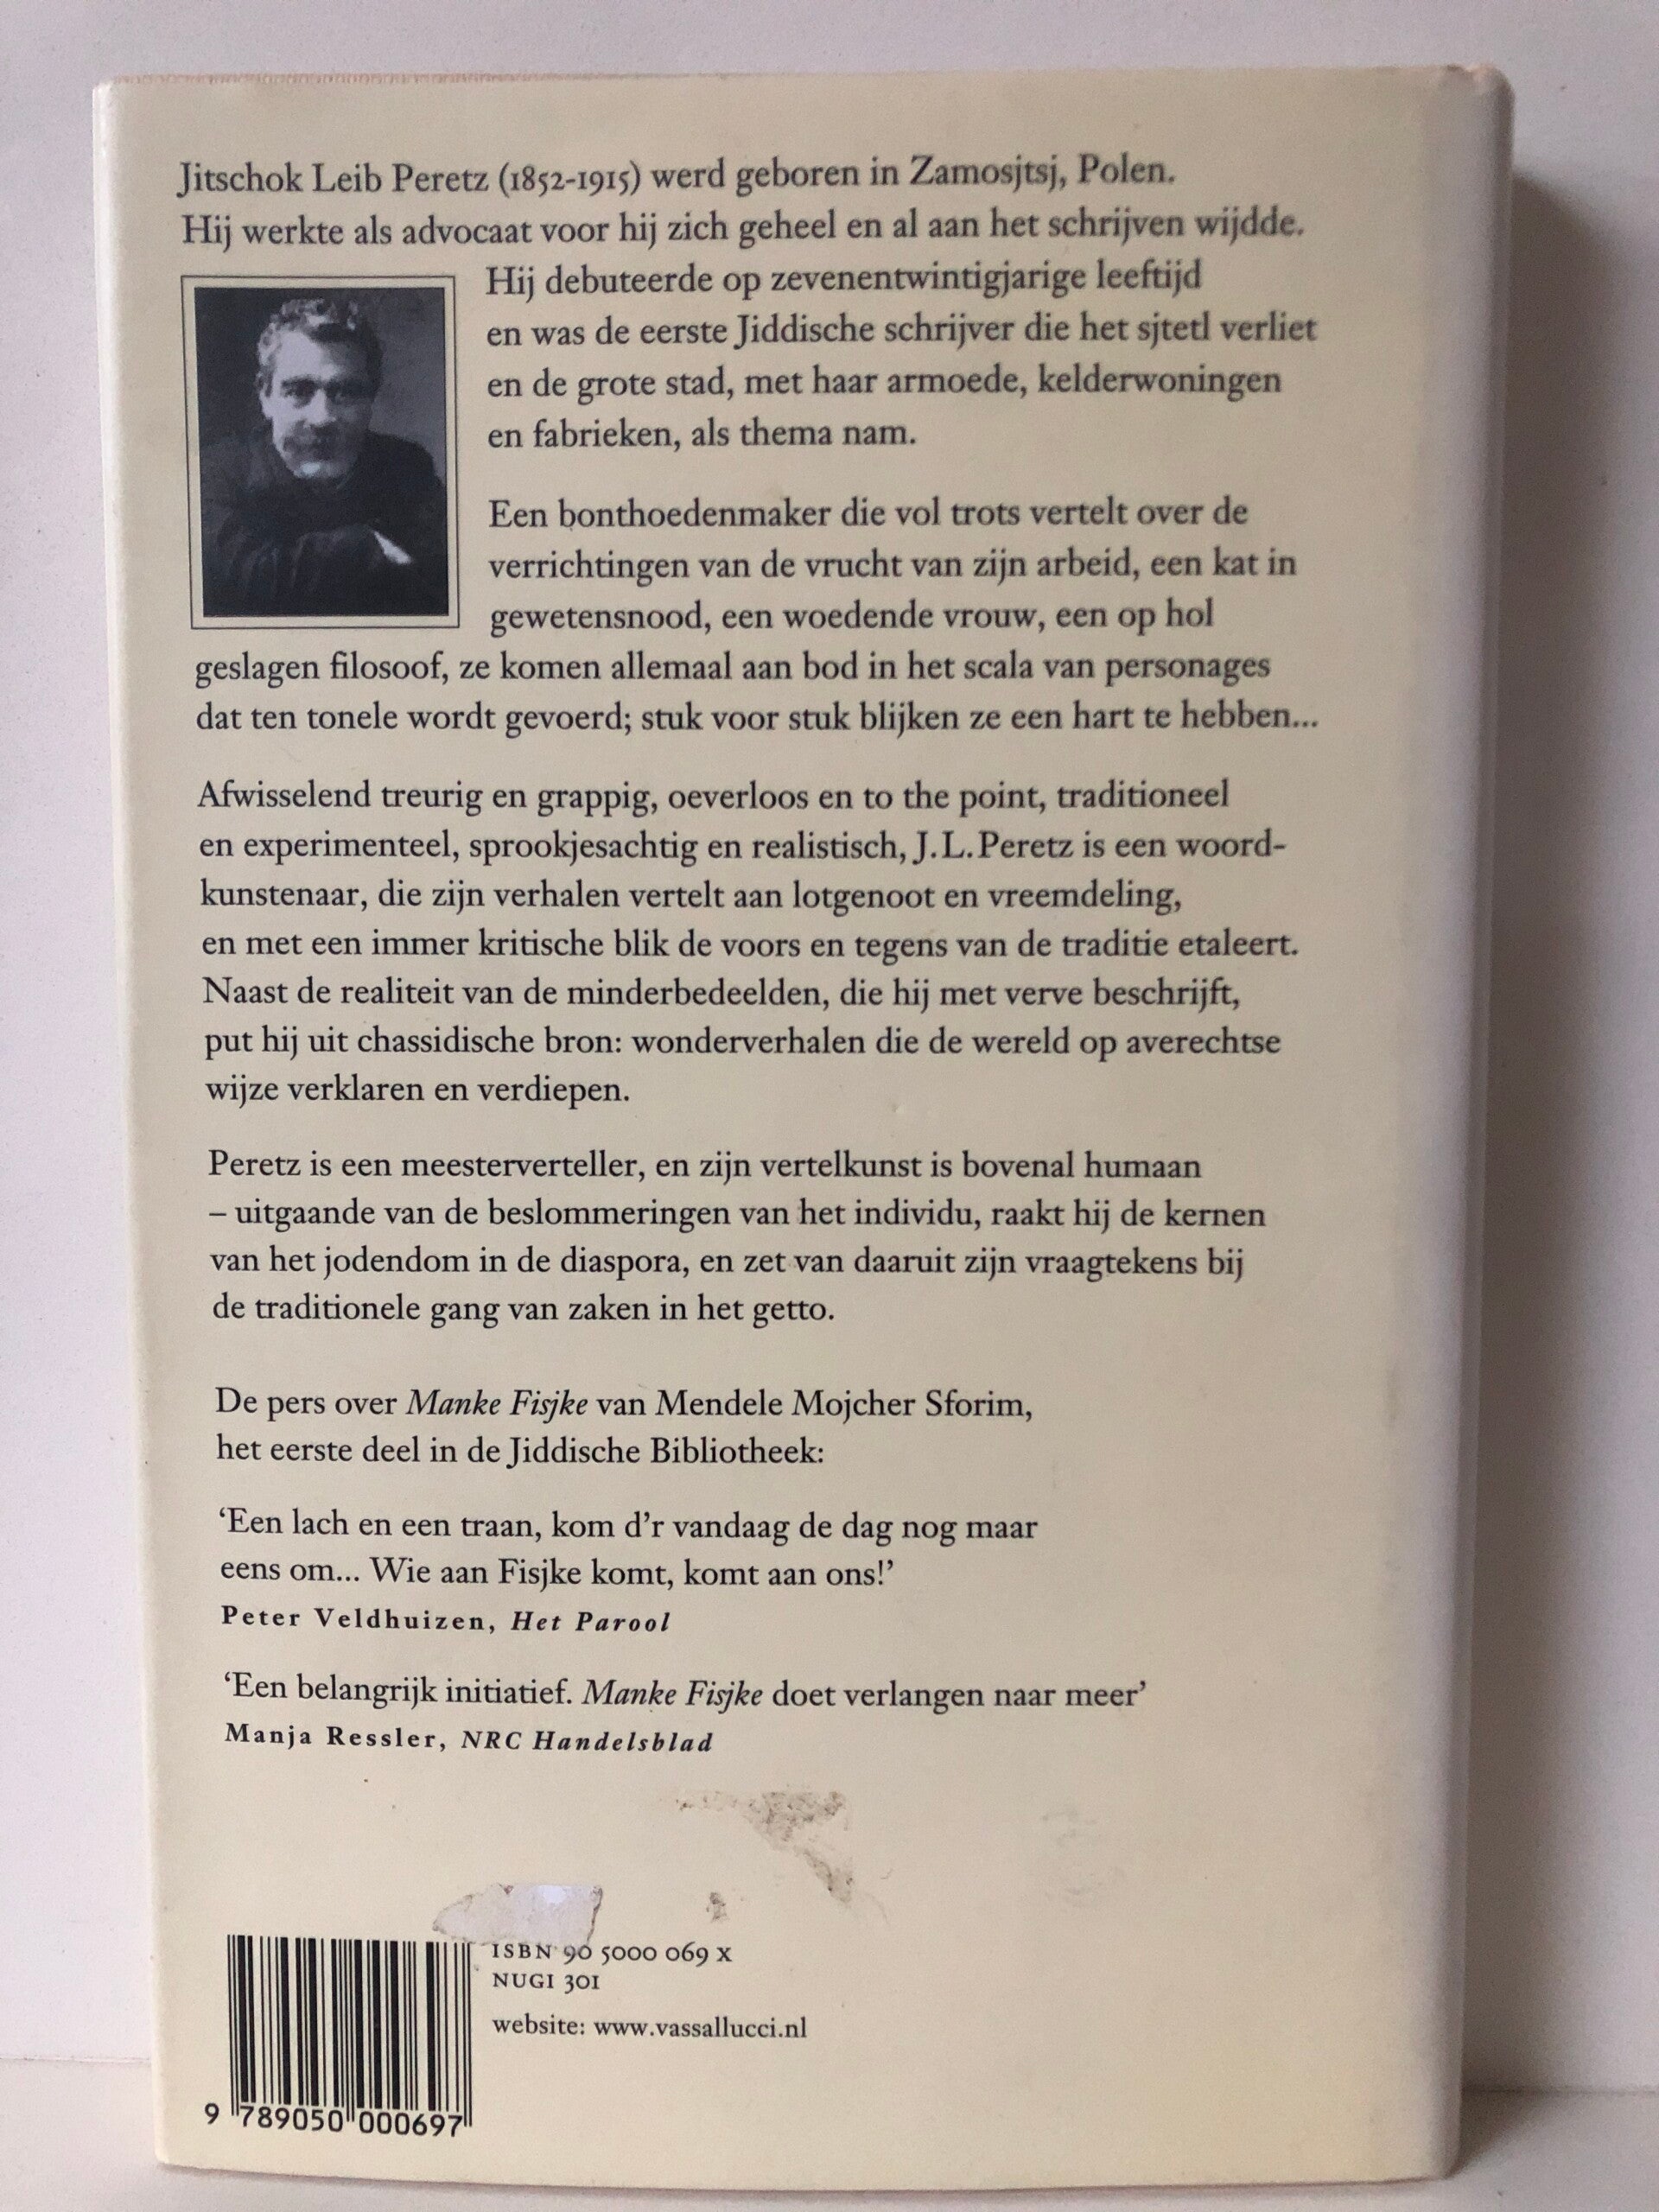 Jitschok Leib Peretz (1852-1915) werd geboren in Zamosjtsj, Polen.
Hij werkte als advocaat voor hij zich geheel en al aan het schrijven wijdde.
Hij debuteerde op zevenentwintigjarige leeftijd
en was de eerste Jiddische schrijver die het sjtetl verliet
en de grote stad, met haar armoede, kelderwoningen
en fabrieken, als thema nam.
Een bonthoedenmaker die vol trots vertelt over de
verrichtingen van de vrucht van zijn arbeid, een kat in
gewetensnood, een woedende vrouw, een op hol
geslagen filosoof, ze komen allemaal aan bod in het scala van personages
dat ten tonele wordt gevoerd; stuk voor stuk blijken ze een hart te hebben...
Afwisselend treurig en grappig, oeverloos en to the point, traditioneel
en experimenteel, sprookjesachtig en realistisch, J.L. Peretz is een woord-
kunstenaar, die zijn verhalen vertelt aan lotgenoot en vreemdeling,
en met een immer kritische blik de voors en tegens van de traditie etaleert.
Naast de realiteit van de minderbedeelden, die hij met verve beschrijft,
put hij uit chassidische bron: wonderverhalen die de wereld op averechtse
wijze verklaren en verdiepen.
Peretz is een meesterverteller, en zijn vertelkunst is bovenal humaan
– uitgaande van de beslommeringen van het individu, raakt hij de kernen
van het jodendom in de diaspora, en zet van daaruit zijn vraagtekens bij
de traditionele gang van zaken in het getto.
De pers over Manke Fisjke van Mendele Mojcher Sforim,
het eerste deel in de Jiddische Bibliotheek:
‘Een lach en een traan, kom d’r vandaag de dag nog maar
eens om... Wie aan Fisjke komt, komt aan ons!’
Peter Veldhuizen, Het Parool
‘Een belangrijk initiatief. Manke Fisjke doet verlangen naar meer’
Manja Ressler, NRC Handelsblad
ISBN 90 5000 069 X
NUGI 301
website: www.vassallucci.nl
9 789050 000697